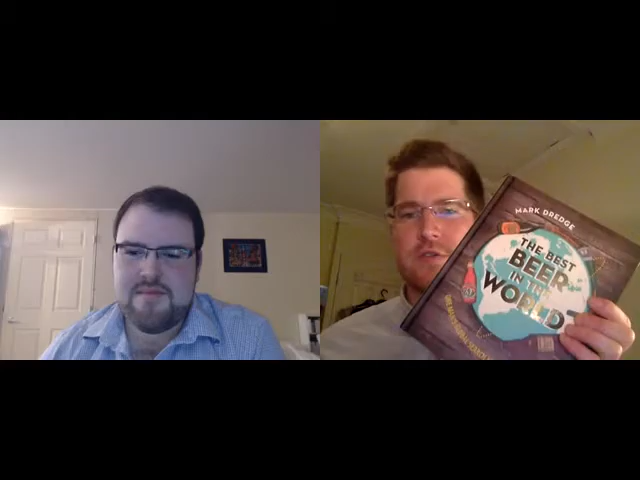 MARK DREDGE
THE BEST
BEER
IN THE
WORLD